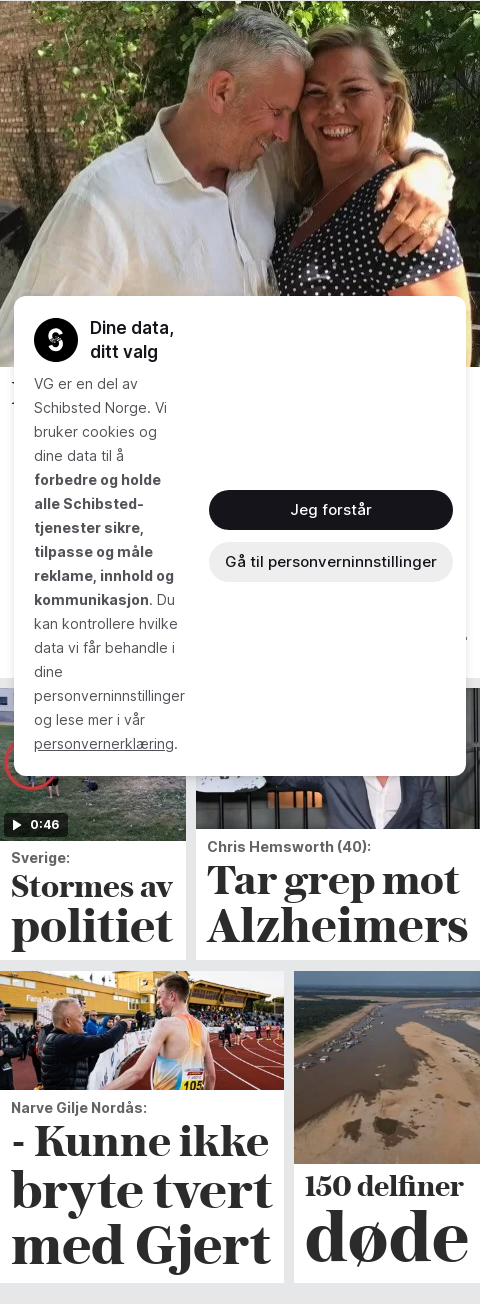 Dine data,
ditt valg
VG er en del av
Schibsted Norge. Vi
bruker cookies og
dine data til å
forbedre og holde
alle Schibsted-
tjenester sikre,
tilpasse og måle
reklame, innhold og
kommunikasjon. Du
kan kontrollere hvilke
data vi får behandle i
dine
personverninnstillinger
og lese mer i vår
personvernerklæring.
Jeg forstår
Gå til personverninnstillinger
0:46
Sverige:
Stormes av
politiet
Chris Hemsworth (40):
Tar grep mot
Alzheimers
105
Narve Gilje Nordås:
- Kunne ikke
bryte tvert
med Gjert
150 delfiner
døde